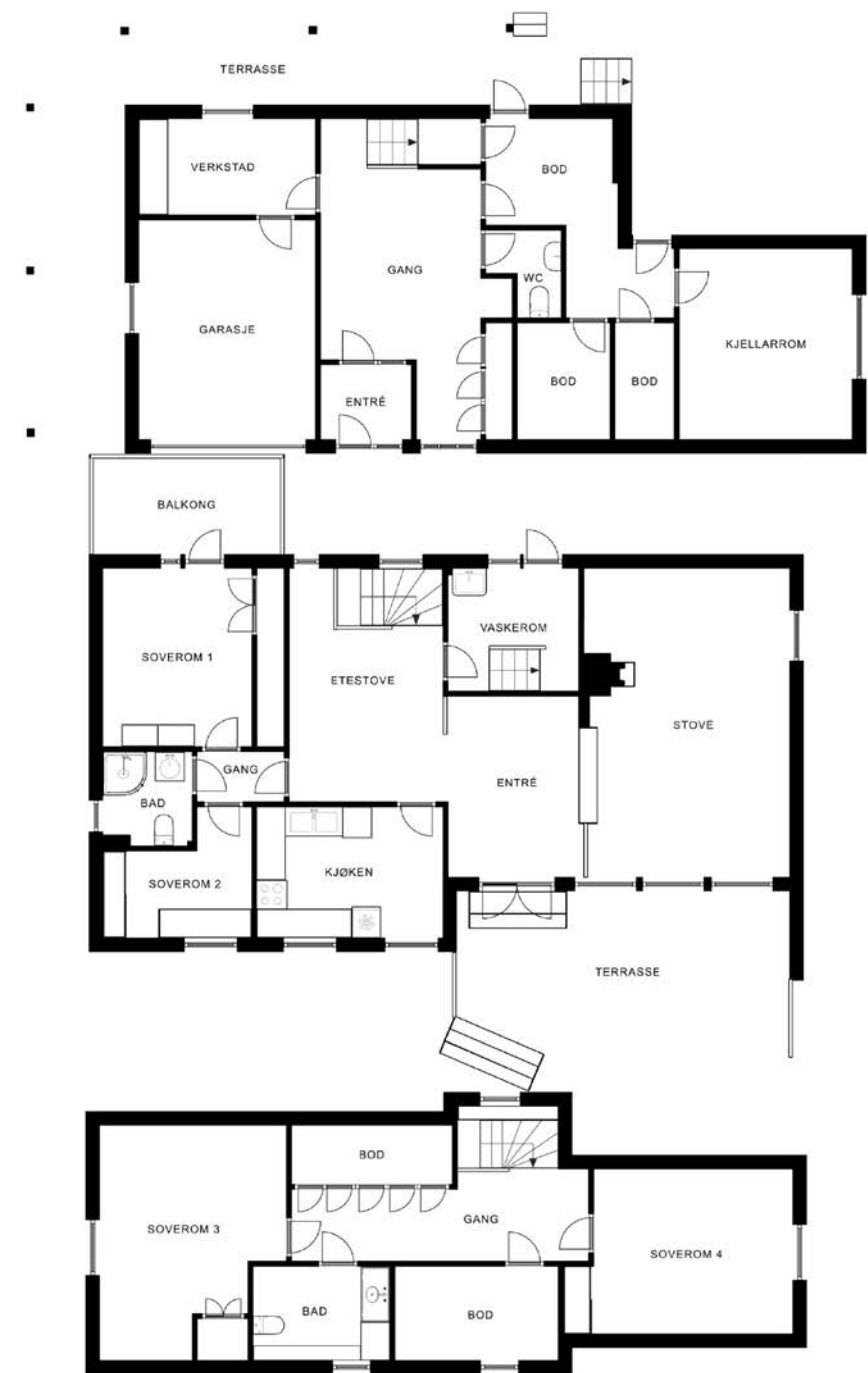 TERRASSE
VERKSTAD
BOD
GANG
WC
GARASJE
KJELLARROM
BOD
BOD
ENTRÉ
BALKONG
VASKEROM
SOVEROM 1
ETESTOVE
STOVE
GANG
ENTRÉ
BAD
KJØKEN
SOVEROM 2
TERRASSE
BOD
GANG
SOVEROM 3
SOVEROM 4
BAD
BOD